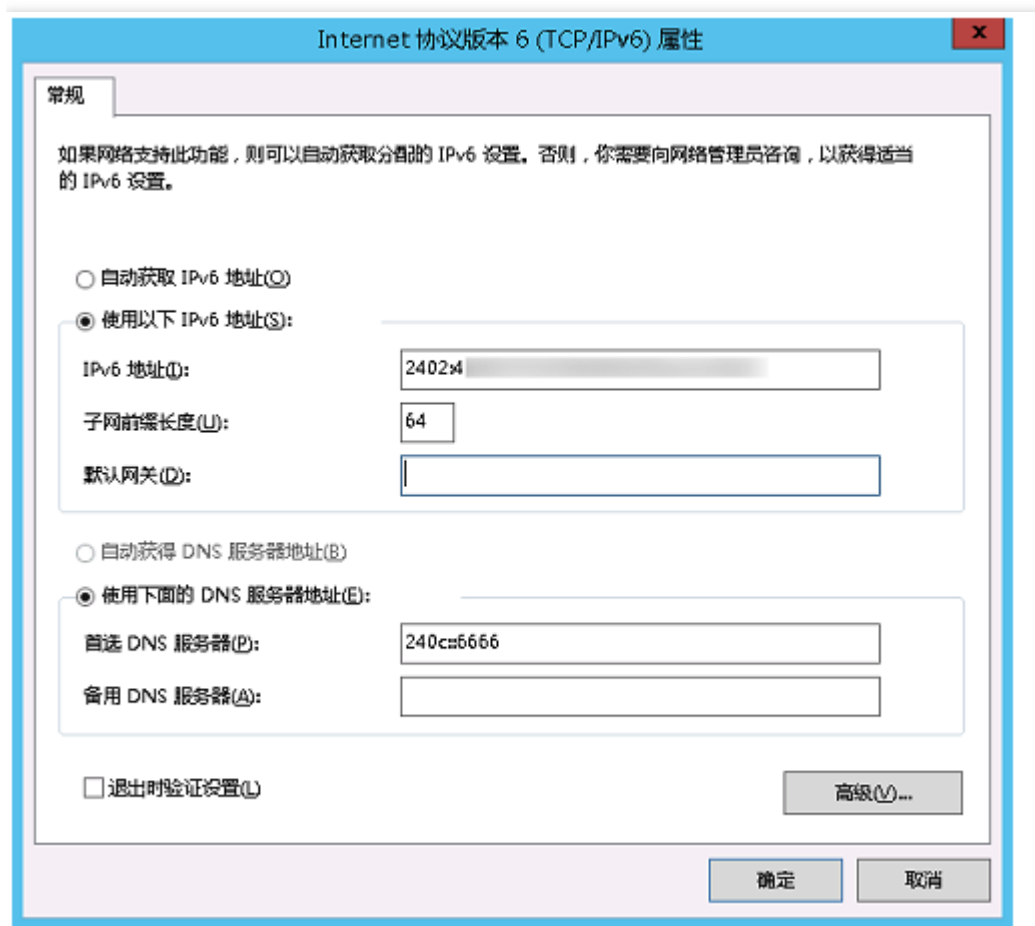 Internet 协议版本 6 (TCP/IPv6) 属性
x
常规
如果网络支持此功能，则可以自动获取分配的 IPv6 设置。否则，你需要向网络管理员咨询，以获得适当
的 IPv6 设置。
自动获取 IPv6 地址(O)
使用以下 IPv6 地址(S):
IPv6 地址(I):
2402:4
子网前缀长度(U):
64
默认网关(D):
自动获得 DNS 服务器地址(B)
使用下面的 DNS 服务器地址(E):
首选 DNS 服务器(P):
240c::6666
备用 DNS 服务器(A):
退出时验证设置(L)
高级(V)...
确定
取消